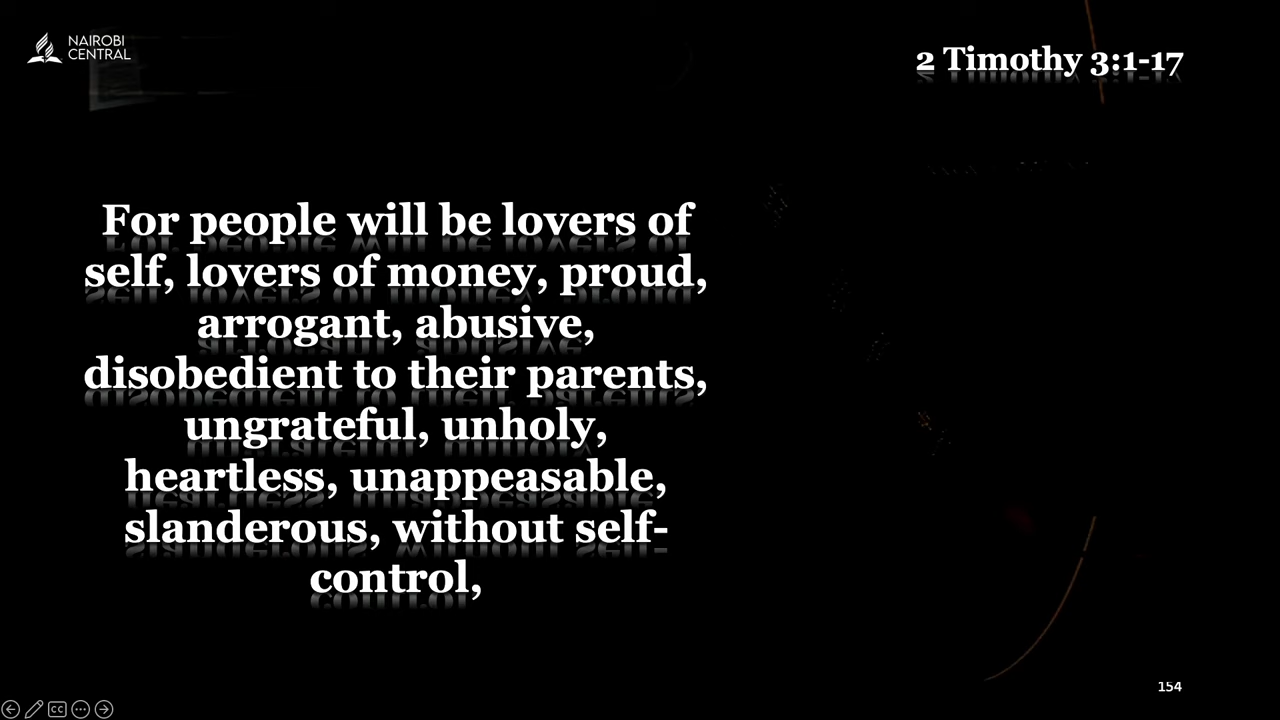 NAIROBI
CENTRAL
2 Timothy 3:1-17
For people will be lovers of
self, lovers of money, proud,
arrogant, abusive,
disobedient to their parents,
ungrateful, unholy,
heartless, unappeasable,
slanderous, without self-
control,
154
CC